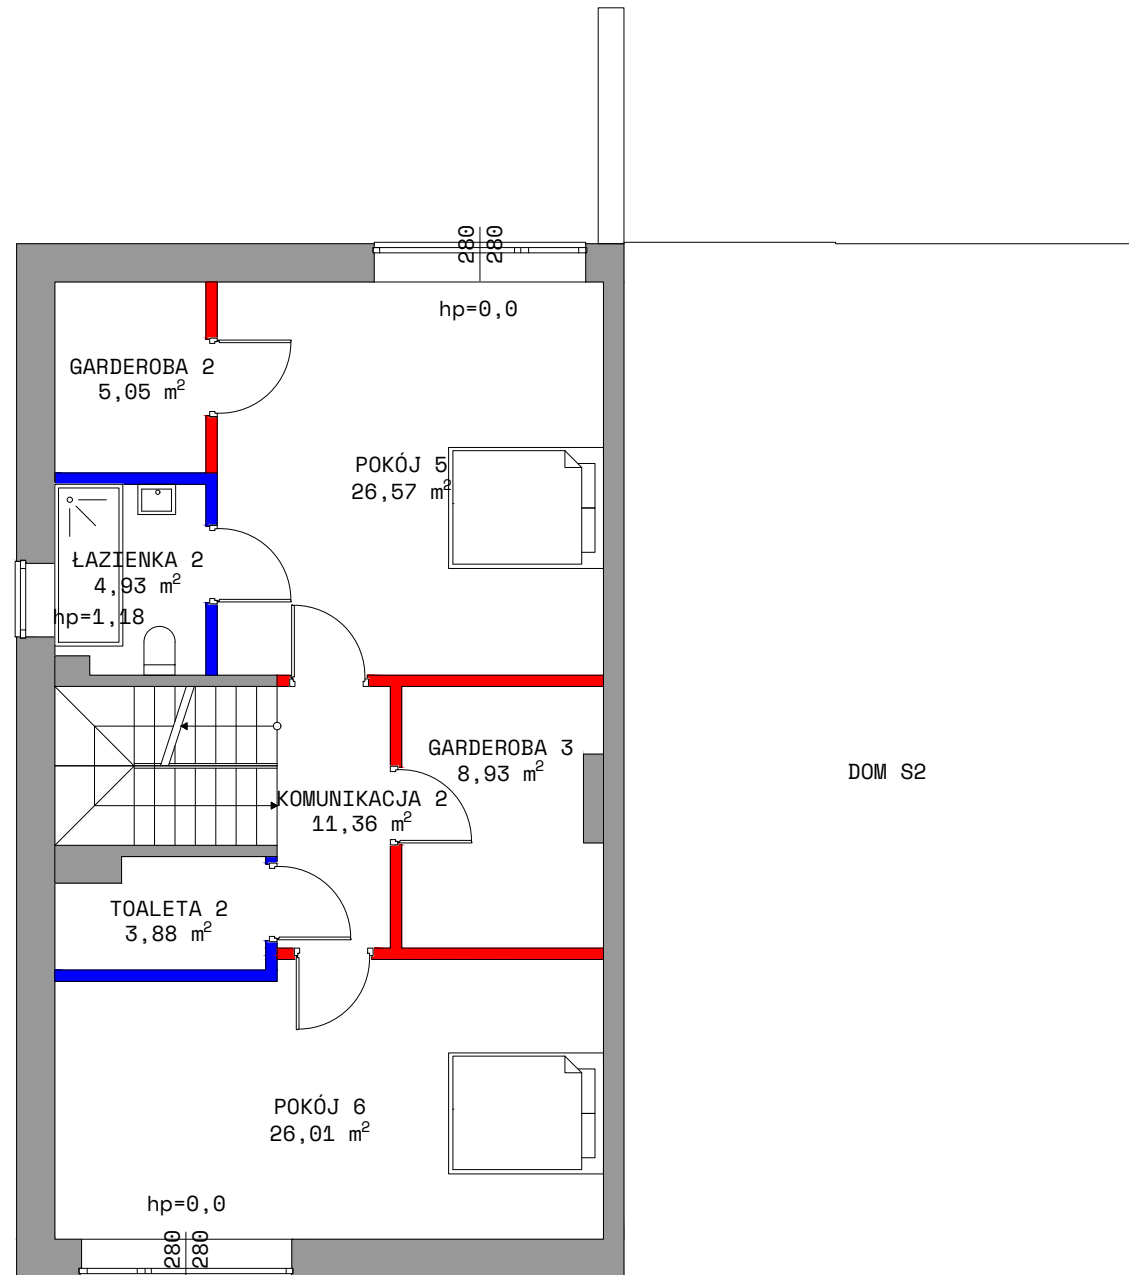 280
280
hp=0,0
GARDEROBA 2
5,05 m²
POKÓJ 5
26,57 m²
ŁAZIENKA 2
4,93 m²
hp=1,18
GARDEROBA 3
8,93 m²
DOM S2
KOMUNIKACJA 2
11,36 m²
TOALETA 2
3,88 m²
POKÓJ 6
26,01 m²
hp=0,0
280
280